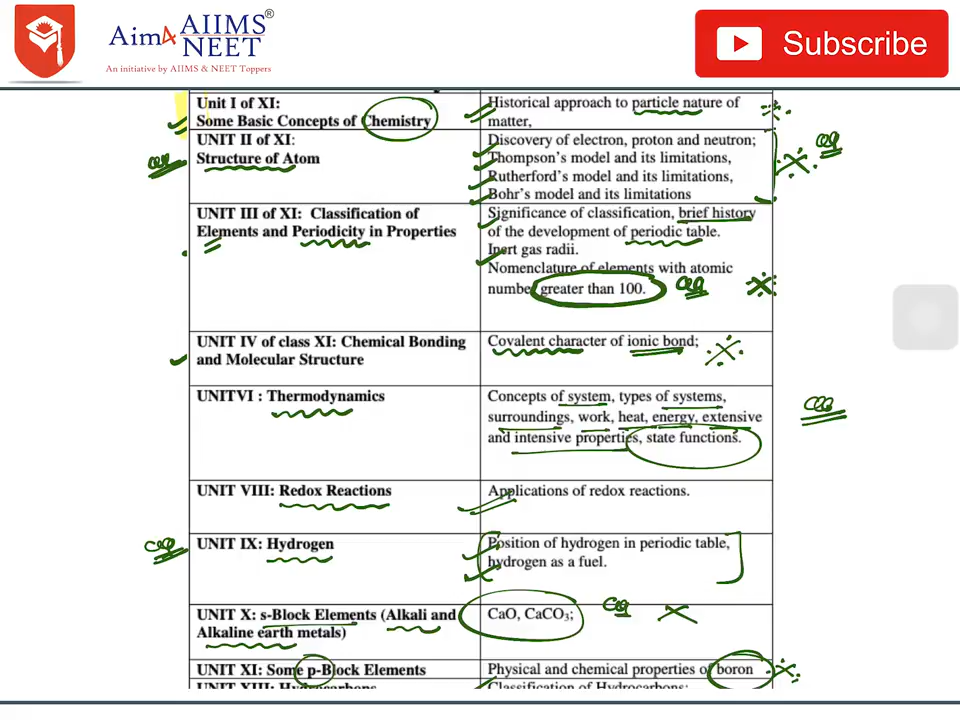 Aim4 AIIMS®
NEET
An initiative by AIIMS & NEET Toppers
Subscribe
Unit I of XI:
Some Basic Concepts of Chemistry
Historical approach to particle nature of
matter,
UNIT II of XI:
Structure of Atom
Discovery of electron, proton and neutron;
Thompson's model and its limitations,
Rutherford's model and its limitations,
Bohr's model and its limitations
UNIT III of XI: Classification of
Elements and Periodicity in Properties
Significance of classification, brief history
of the development of periodic table.
Inert gas radii.
Nomenclature of elements with atomic
number greater than 100.
UNIT IV of class XI: Chemical Bonding
and Molecular Structure
Covalent character of ionic bond;
UNITVI : Thermodynamics
Concepts of system, types of systems,
surroundings, work, heat, energy, extensive
and intensive properties, state functions.
UNIT VIII: Redox Reactions
Applications of redox reactions.
UNIT IX: Hydrogen
Position of hydrogen in periodic table,
hydrogen as a fuel.
UNIT X: s-Block Elements (Alkali and
Alkaline earth metals)
CaO, CaCO₃;
UNIT XI: Some p-Block Elements
Physical and chemical properties of boron
UNIT XIII: Hydrocarbons
Classification of Hydrocarbons;